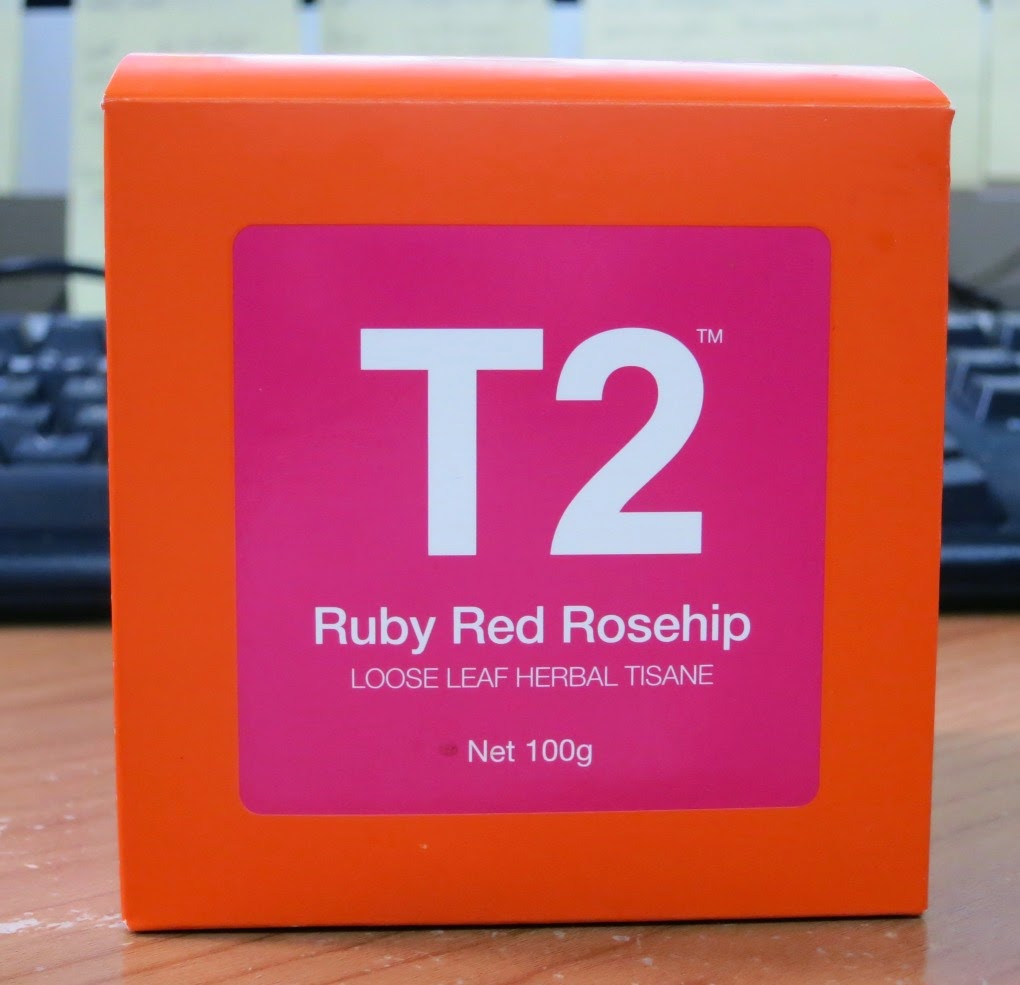 T2™
Ruby Red Rosehip
LOOSE LEAF HERBAL TISANE
Net 100g